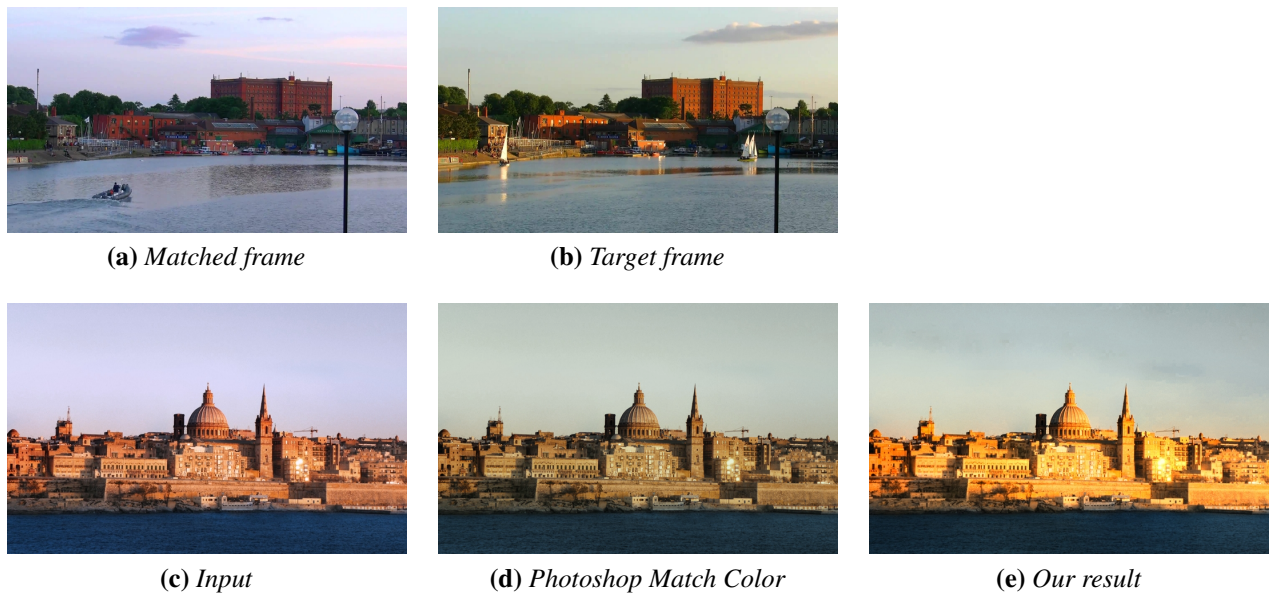 (a) Matched frame
(b) Target frame
(c) Input
(d) Photoshop Match Color
(e) Our result